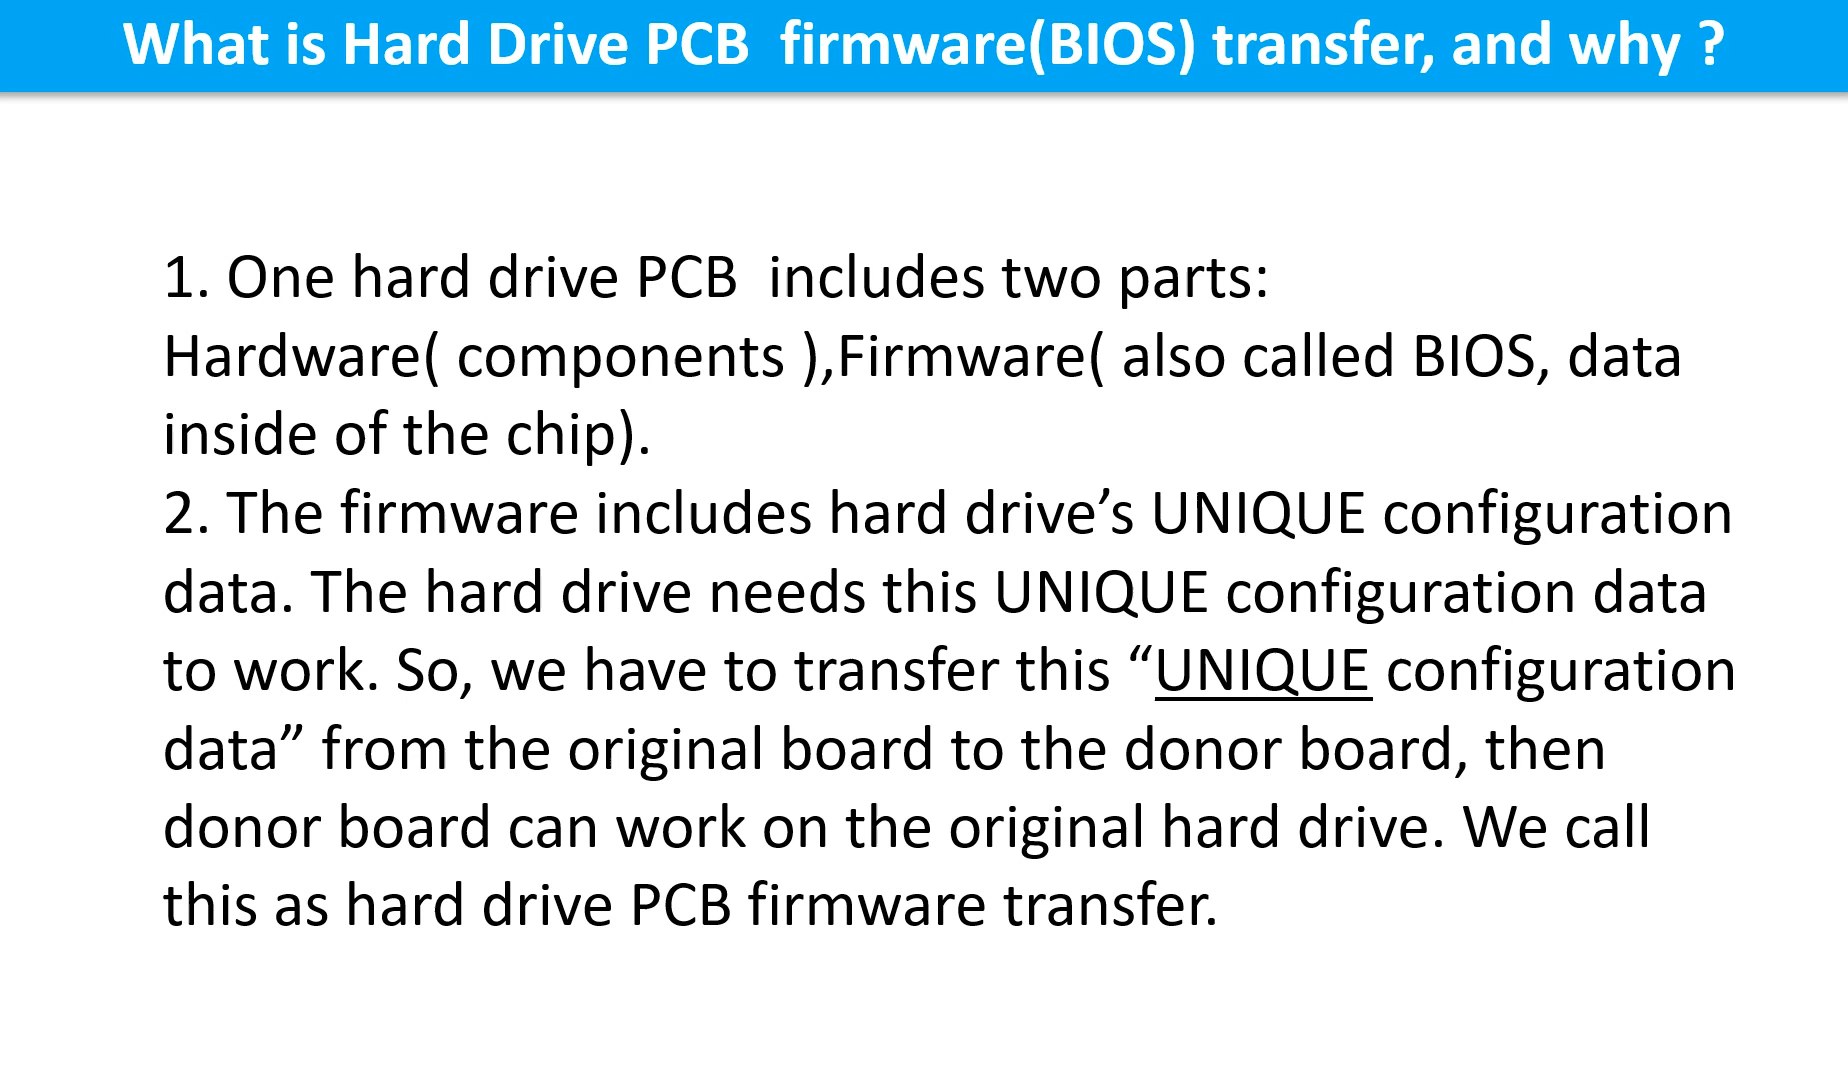 What is Hard Drive PCB  firmware(BIOS) transfer, and why ?
1. One hard drive PCB  includes two parts:
Hardware( components ),Firmware( also called BIOS, data
inside of the chip).
2. The firmware includes hard drive’s UNIQUE configuration
data. The hard drive needs this UNIQUE configuration data
to work. So, we have to transfer this “UNIQUE configuration
data” from the original board to the donor board, then
donor board can work on the original hard drive. We call
this as hard drive PCB firmware transfer.